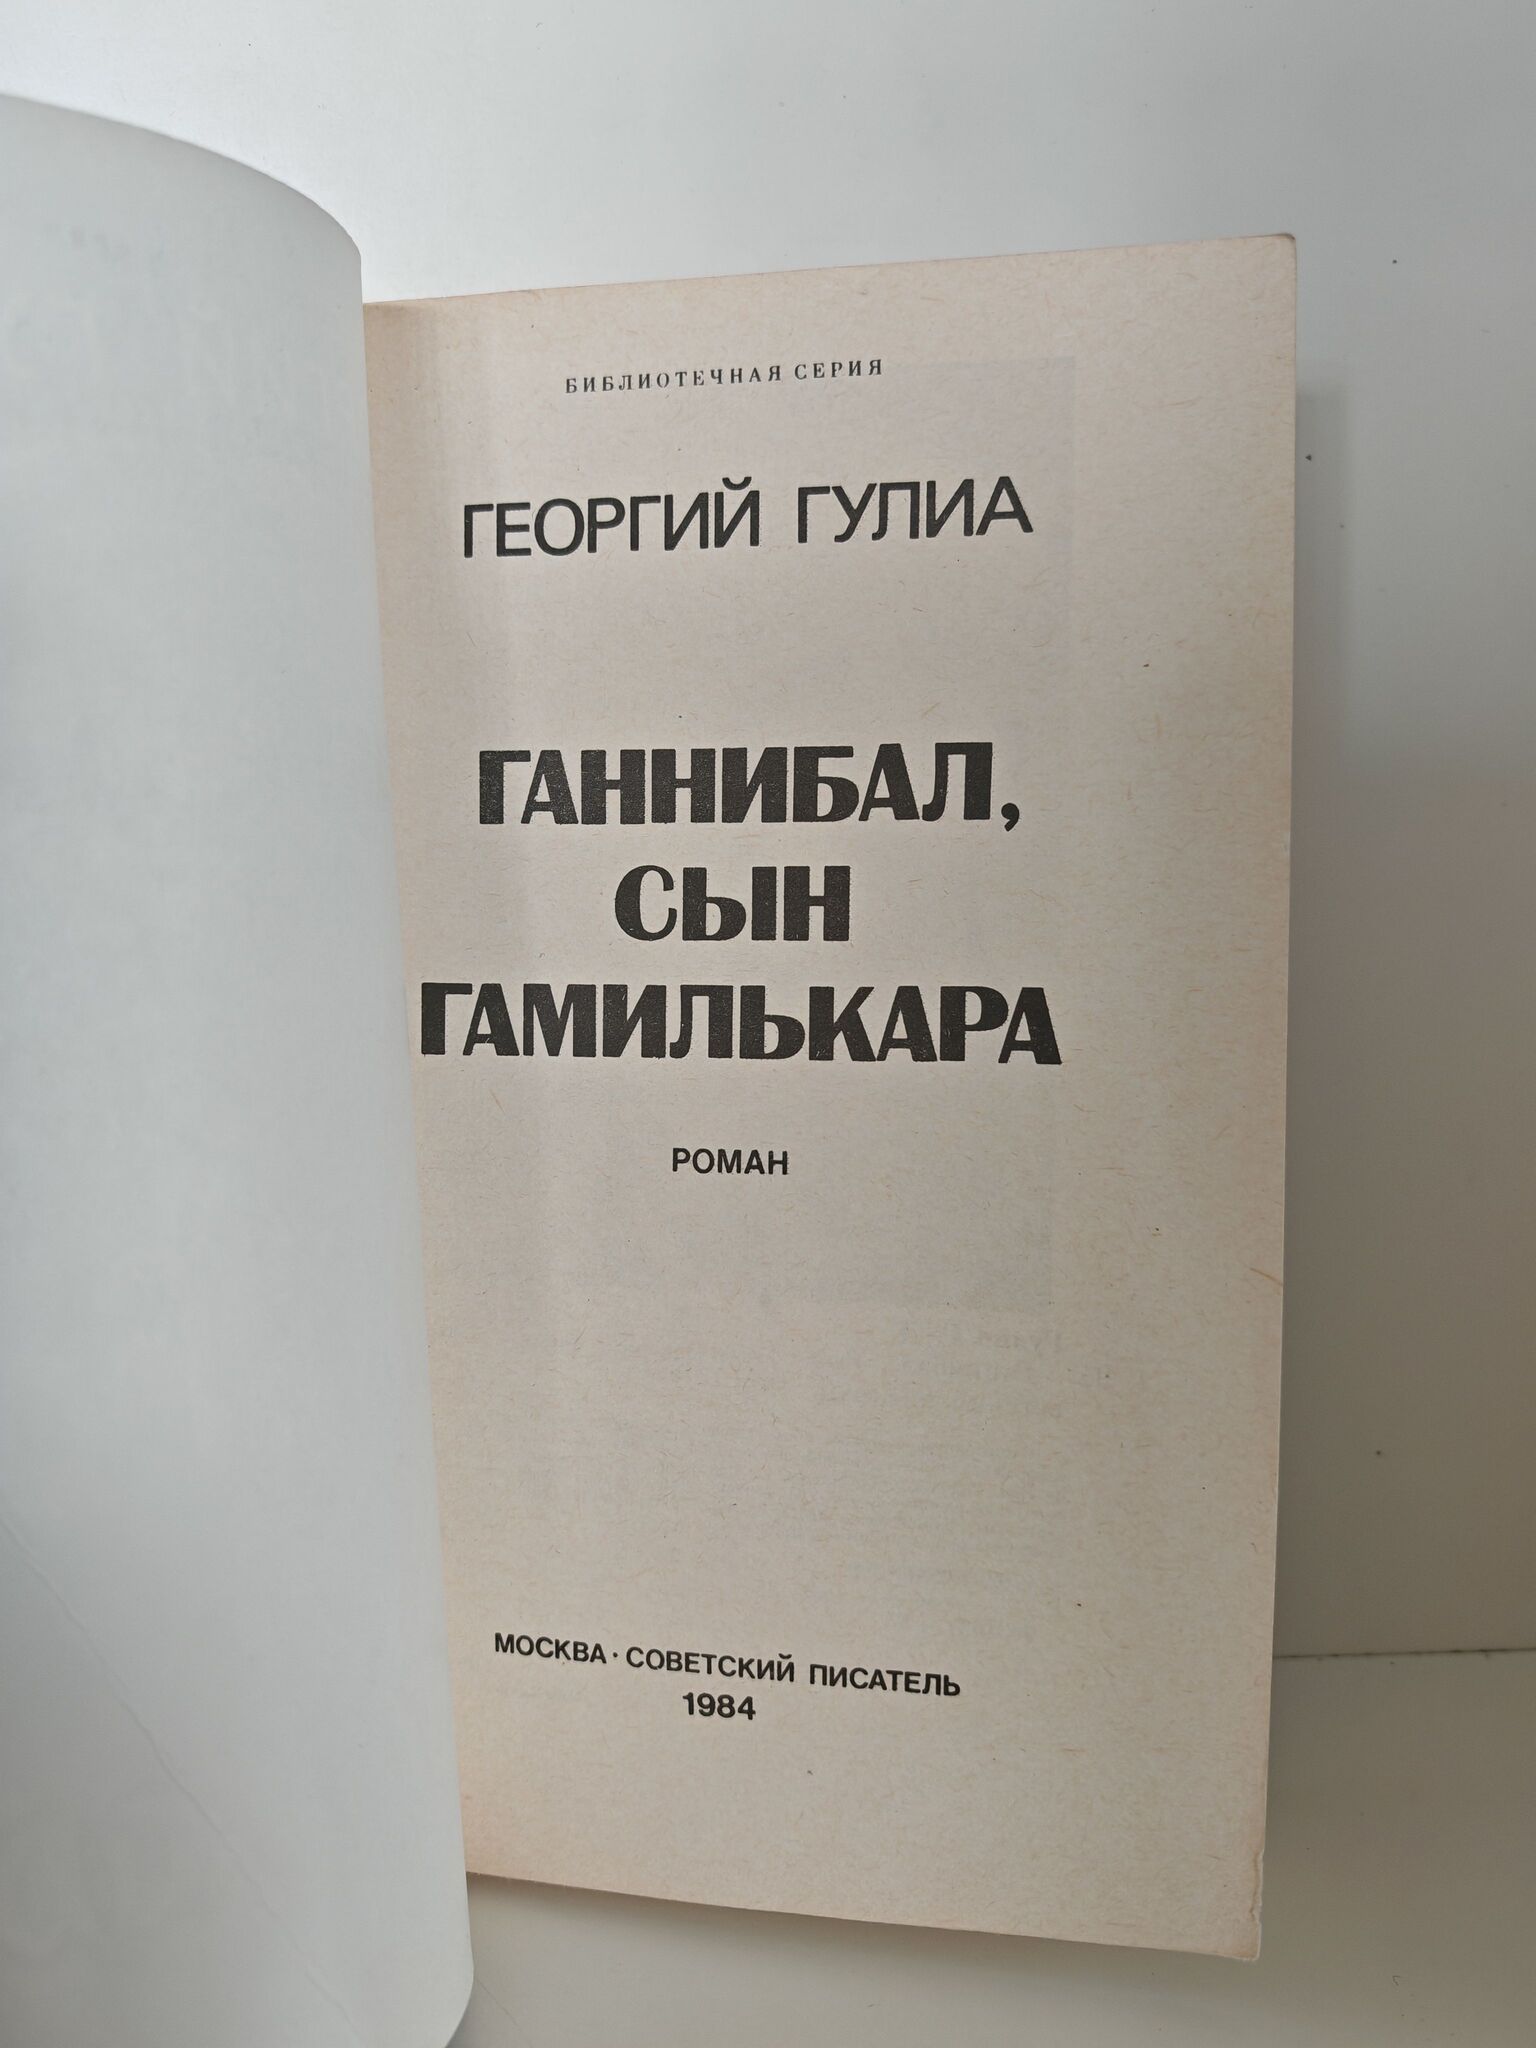 БИБЛИОТЕЧНАЯ СЕРИЯ
ГЕОРГИЙ ГУЛИА
ГАННИБАЛ,
СЫН
ГАМИЛЬКАРА
РОМАН
МОСКВА · СОВЕТСКИЙ ПИСАТЕЛЬ
1984